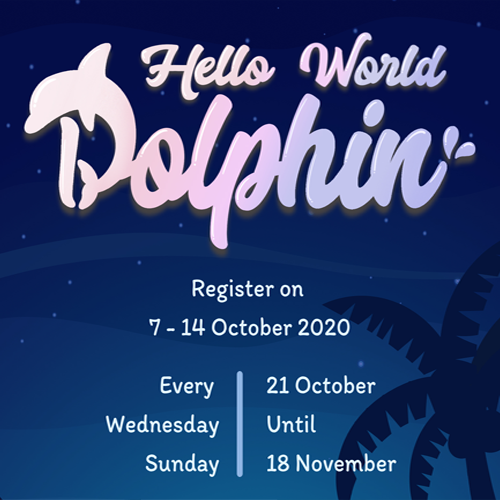 Hello World
Dolphin
Register on
7 - 14 October 2020
Every
Wednesday
Sunday
21 October
Until
18 November